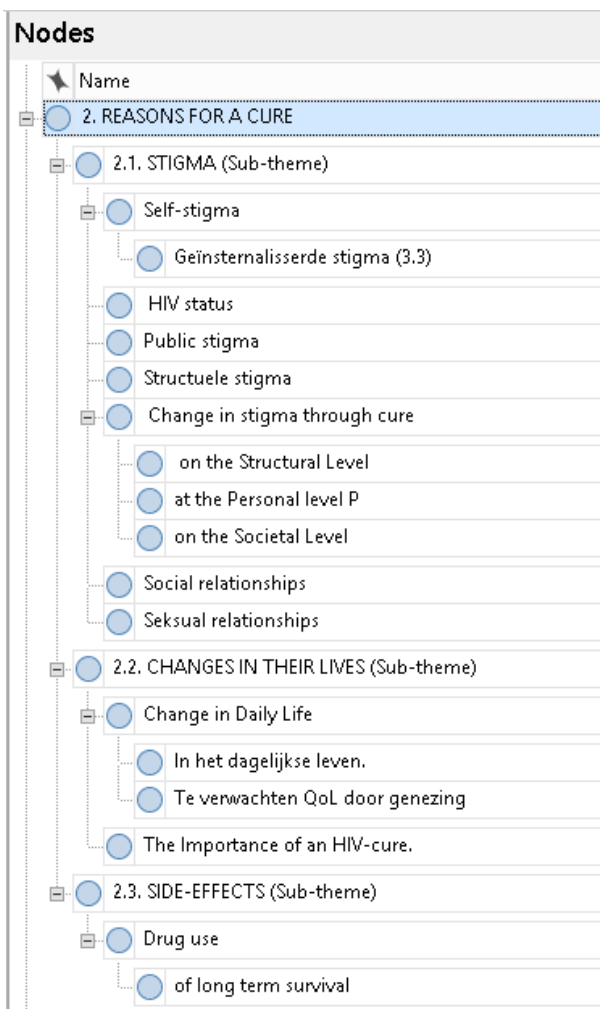 Nodes
Name
2. REASONS FOR A CURE
2.1. STIGMA (Sub-theme)
Self-stigma
Geïnsternalisserde stigma (3.3)
HIV status
Public stigma
Structuele stigma
Change in stigma through cure
on the Structural Level
at the Personal level P
on the Societal Level
Social relationships
Seksual relationships
2.2. CHANGES IN THEIR LIVES (Sub-theme)
Change in Daily Life
In het dagelijkse leven.
Te verwachten QoL door genezing
The Importance of an HIV-cure.
2.3. SIDE-EFFECTS (Sub-theme)
Drug use
of long term survival